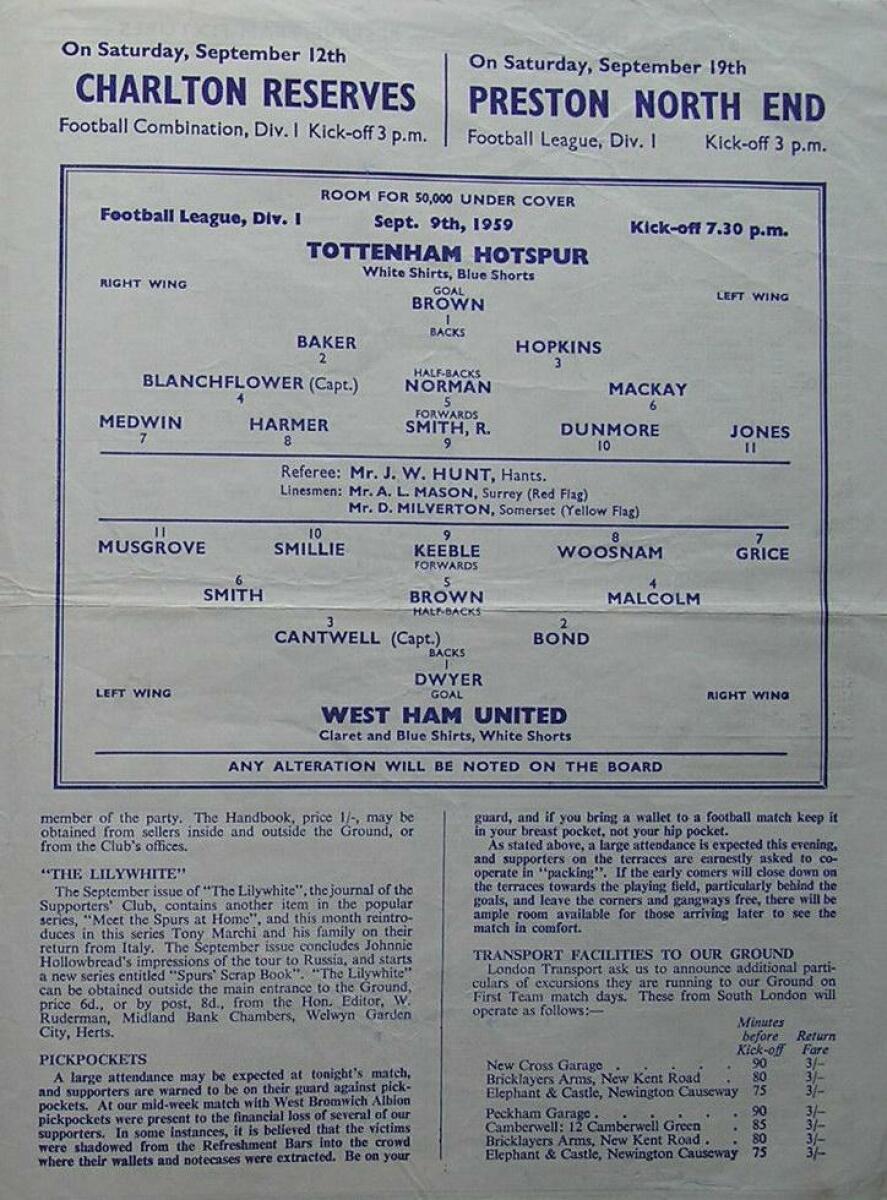 On Saturday, September 12th
CHARLTON RESERVES
Football Combination, Div. I Kick-off 3 p.m.
On Saturday, September 19th
PRESTON NORTH END
Football League, Div. I Kick-off 3 p.m.
ROOM FOR 50,000 UNDER COVER
Football League, Div. I Sept. 9th, 1959 Kick-off 7.30 p.m.
TOTTENHAM HOTSPUR
White Shirts, Blue Shorts
RIGHT WING LEFT WING
GOAL
BROWN
1
BACKS
BAKER HOPKINS
2 3
HALF-BACKS
BLANCHFLOWER (Capt.) NORMAN MACKAY
4 5 6
FORWARDS
MEDWIN HARMER SMITH, R. DUNMORE JONES
7 8 9 10 11
Referee: Mr. J. W. HUNT, Hants.
Linesmen: Mr. A. L. MASON, Surrey (Red Flag)
Mr. D. MILVERTON, Somerset (Yellow Flag)
11 10 9 8 7
MUSGROVE SMILLIE KEEBLE WOOSNAM GRICE
FORWARDS
6 5 4
SMITH BROWN MALCOLM
HALF-BACKS
3 2
CANTWELL (Capt.) BOND
BACKS
1
DWYER
GOAL
LEFT WING RIGHT WING
WEST HAM UNITED
Claret and Blue Shirts, White Shorts
ANY ALTERATION WILL BE NOTED ON THE BOARD
member of the party. The Handbook, price 1/-, may be
obtained from sellers inside and outside the Ground, or
from the Club's offices.
"THE LILYWHITE"
The September issue of "The Lilywhite", the journal of the
Supporters' Club, contains another item in the popular
series, "Meet the Spurs at Home", and this month reintro-
duces in this series Tony Marchi and his family on their
return from Italy. The September issue concludes Johnnie
Hollowbread's impressions of the tour to Russia, and starts
a new series entitled "Spurs' Scrap Book". "The Lilywhite"
can be obtained outside the main entrance to the Ground,
price 6d., or by post, 8d., from the Hon. Editor, W.
Ruderman, Midland Bank Chambers, Welwyn Garden
City, Herts.
PICKPOCKETS
A large attendance may be expected at tonight's match,
and supporters are warned to be on their guard against pick-
pockets. At our mid-week match with West Bromwich Albion
pickpockets were present to the financial loss of several of our
supporters. In some instances, it is believed that the victims
were shadowed from the Refreshment Bars into the crowd
where their wallets and notecases were extracted. Be on your
guard, and if you bring a wallet to a football match keep it
in your breast pocket, not your hip pocket.
As stated above, a large attendance is expected this evening,
and supporters on the terraces are earnestly asked to co-
operate in "packing". If the early comers will close down on
the terraces towards the playing field, particularly behind the
goals, and leave the corners and gangways free, there will be
ample room available for those arriving later to see the
match in comfort.
TRANSPORT FACILITIES TO OUR GROUND
London Transport ask us to announce additional parti-
culars of excursions they are running to our Ground on
First Team match days. These from South London will
operate as follows:—
Minutes
before Return
Kick-off Fare
New Cross Garage . . . . . 90 3/-
Bricklayers Arms, New Kent Road . 80 3/-
Elephant & Castle, Newington Causeway 75 3/-
Peckham Garage . . . . . . 90 3/-
Camberwell: 12 Camberwell Green . 85 3/-
Bricklayers Arms, New Kent Road . . 80 3/-
Elephant & Castle, Newington Causeway 75 3/-